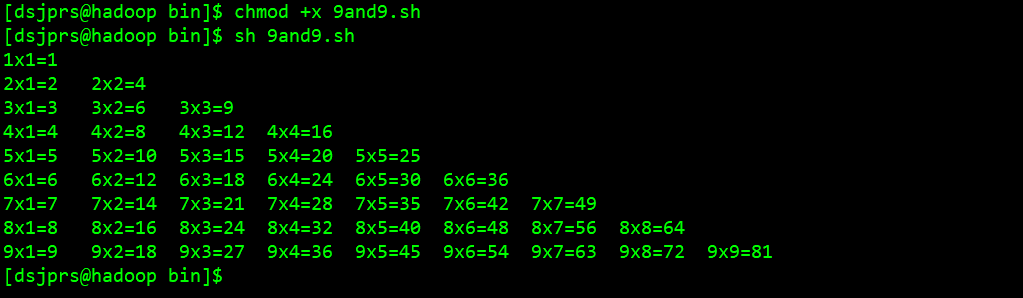 [dsjprs@hadoop bin]$ chmod +x 9and9.sh
[dsjprs@hadoop bin]$ sh 9and9.sh
1x1=1
2x1=2   2x2=4
3x1=3   3x2=6   3x3=9
4x1=4   4x2=8   4x3=12  4x4=16
5x1=5   5x2=10  5x3=15  5x4=20  5x5=25
6x1=6   6x2=12  6x3=18  6x4=24  6x5=30  6x6=36
7x1=7   7x2=14  7x3=21  7x4=28  7x5=35  7x6=42  7x7=49
8x1=8   8x2=16  8x3=24  8x4=32  8x5=40  8x6=48  8x7=56  8x8=64
9x1=9   9x2=18  9x3=27  9x4=36  9x5=45  9x6=54  9x7=63  9x8=72  9x9=81
[dsjprs@hadoop bin]$